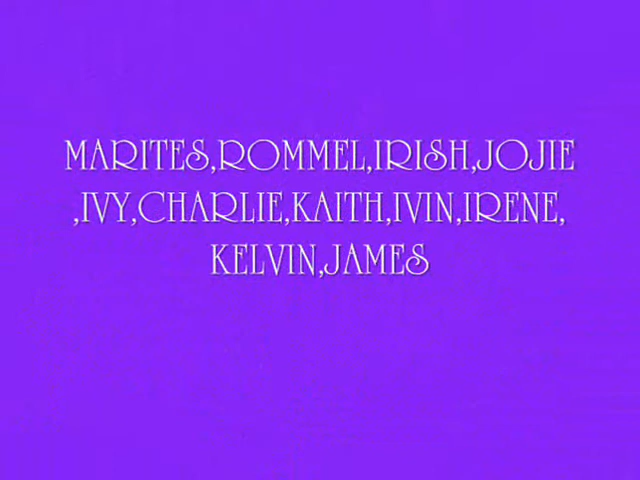 MARITES,ROMMEL,IRISH,JOJIE
,IVY,CHARLIE,KAITH,IVIN,IRENE,
KELVIN,JAMES